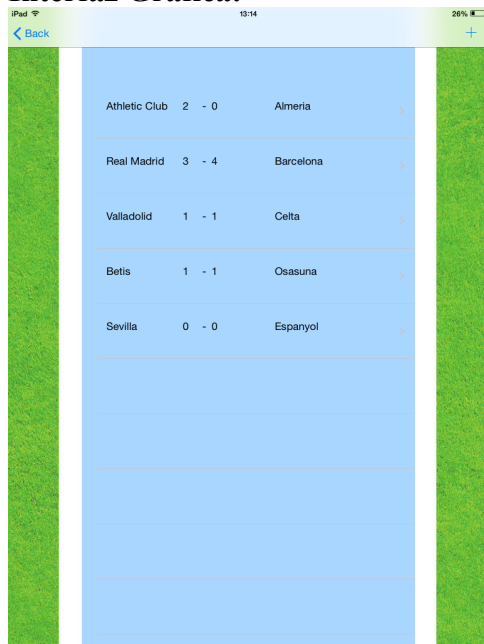 iPad 13:14 26%
Back +
Athletic Club 2 - 0 Almeria
Real Madrid 3 - 4 Barcelona
Valladolid 1 - 1 Celta
Betis 1 - 1 Osasuna
Sevilla 0 - 0 Espanyol